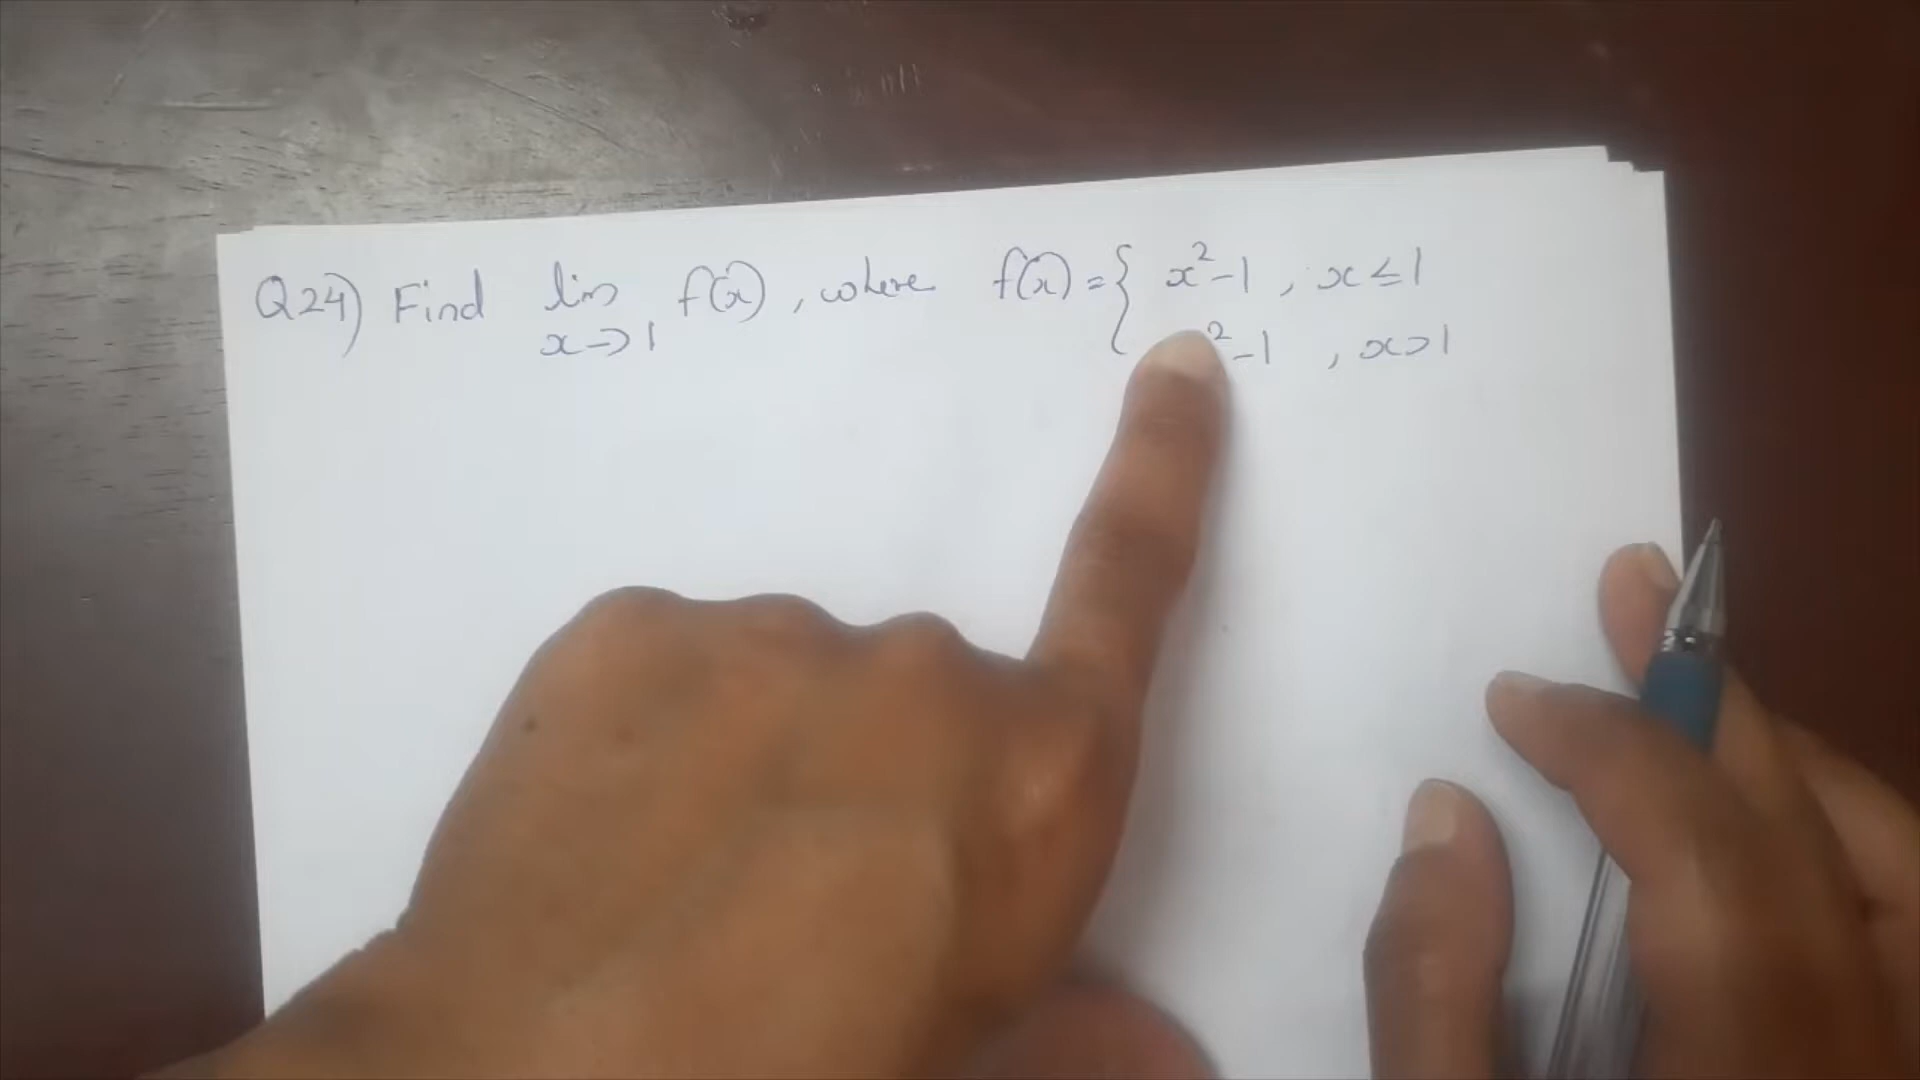 Q24) Find lim f(x), where f(x) = { x² - 1 , x ≤ 1
x → 1 ² - 1 , x > 1